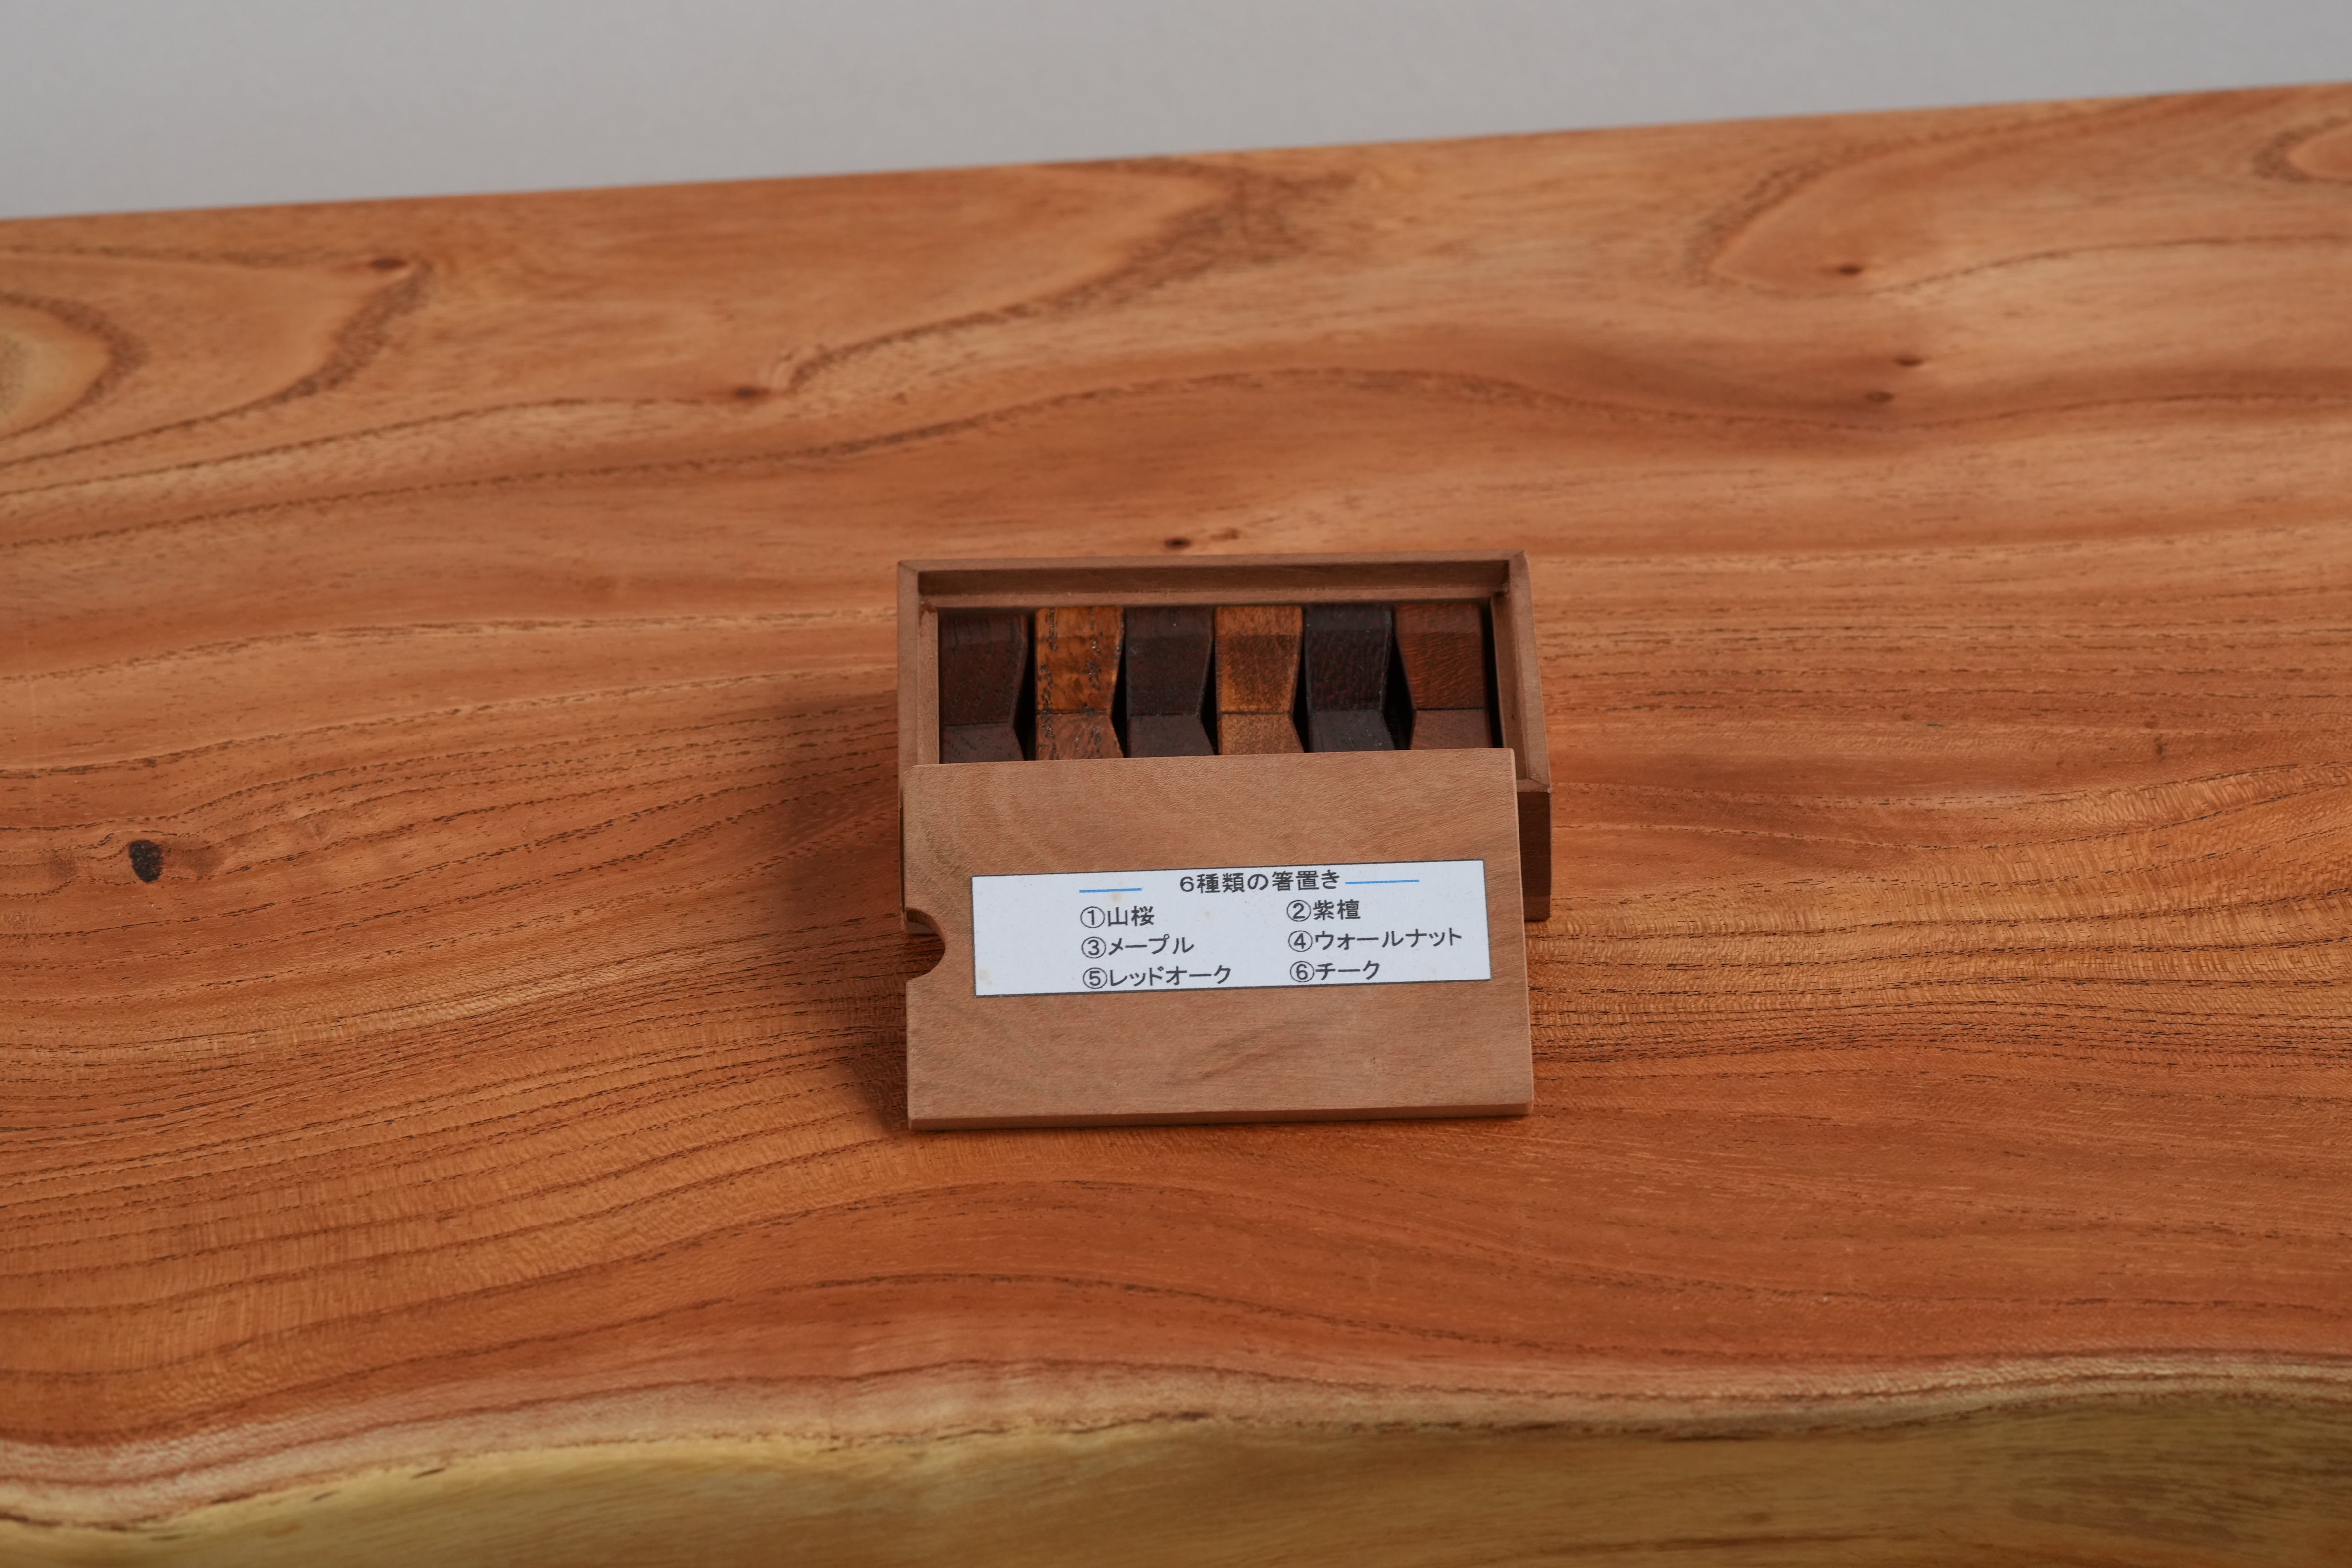 6種類の箸置き
①山桜 ②紫檀
③メープル ④ウォールナット
⑤レッドオーク ⑥チーク